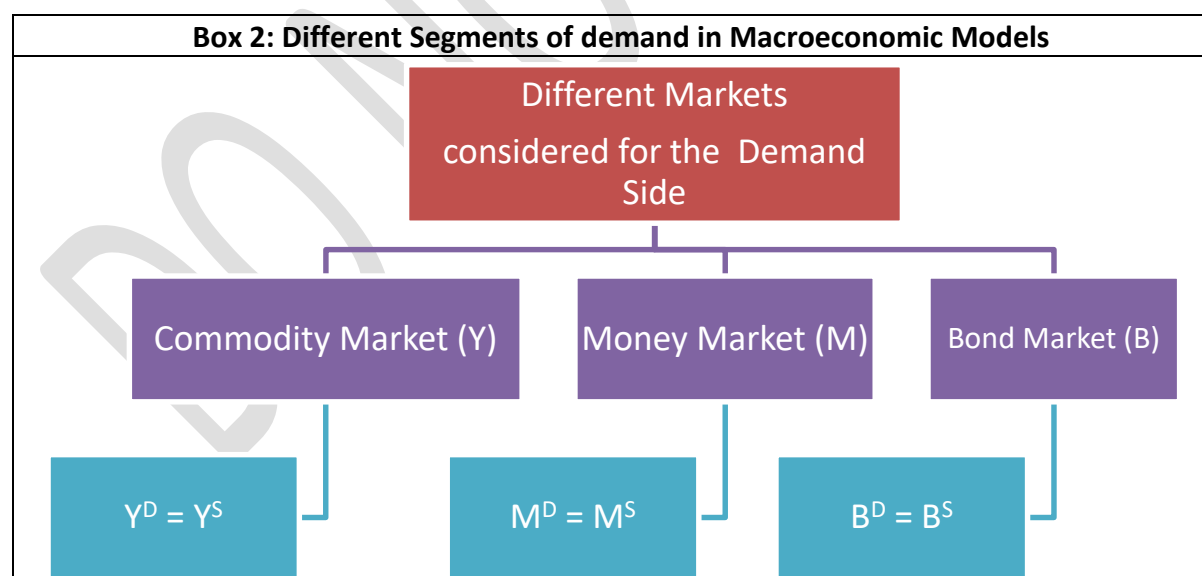 Box 2: Different Segments of demand in Macroeconomic Models
Different Markets
considered for the Demand
Side
Commodity Market (Y)
Money Market (M)
Bond Market (B)
Y^D = Y^S
M^D = M^S
B^D = B^S